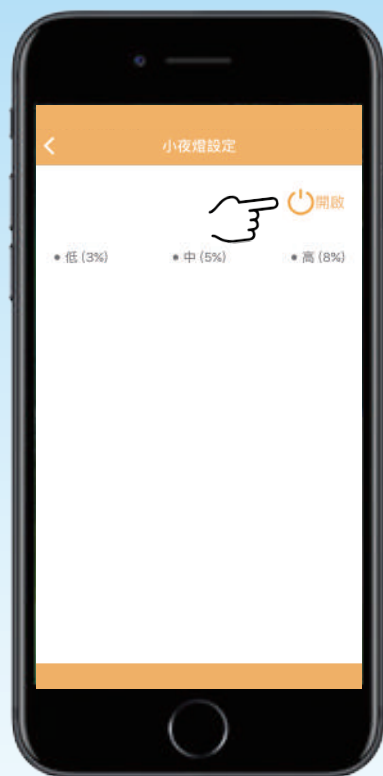 小夜燈設定
開啟
• 低 (3%) • 中 (5%) • 高 (8%)